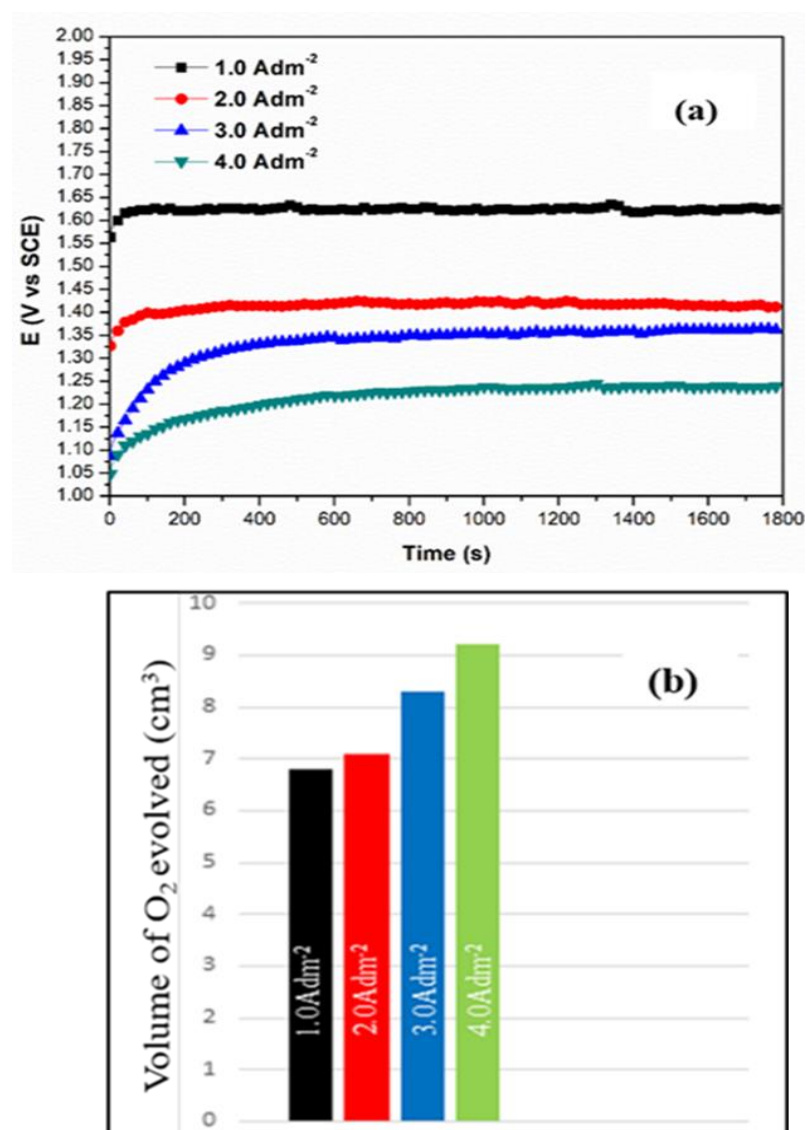 2.00
1.95
1.90
1.85
1.80
1.75
1.70
1.65
1.60
1.55
1.50
1.45
1.40
1.35
1.30
1.25
1.20
1.15
1.10
1.05
1.00
E (V vs SCE)
1.0 Adm⁻²
2.0 Adm⁻²
3.0 Adm⁻²
4.0 Adm⁻²
(a)
0 200 400 600 800 1000 1200 1400 1600 1800
Time (s)
10
9
8
7
6
5
4
3
2
1
0
Volume of O₂ evolved (cm³)
(b)
1.0Adm⁻²
2.0Adm⁻²
3.0Adm⁻²
4.0Adm⁻²